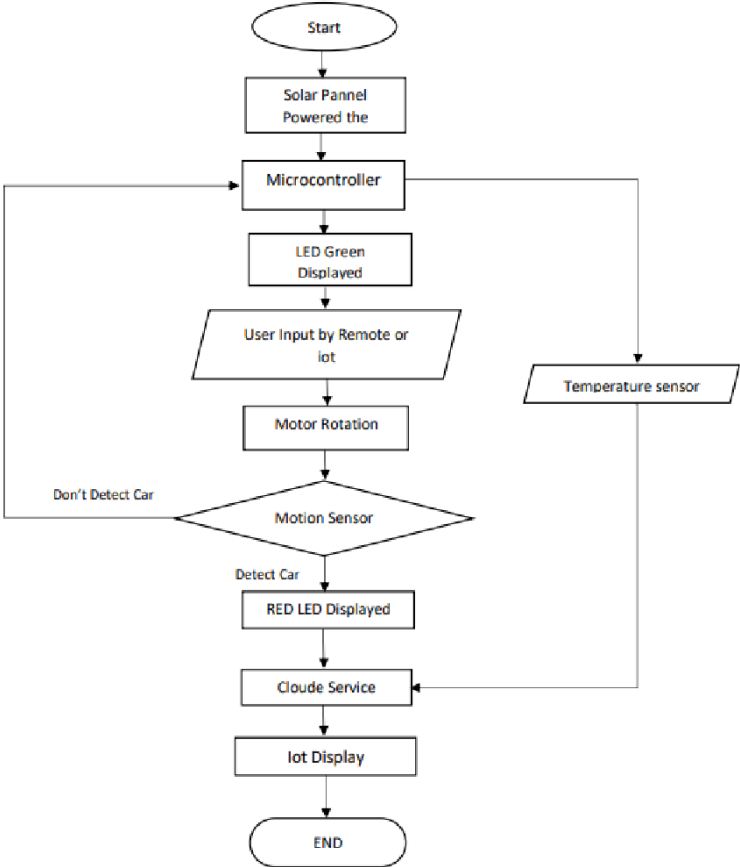 Start
Solar Pannel
Powered the
Microcontroller
LED Green
Displayed
User Input by Remote or
iot
Temperature sensor
Motor Rotation
Don't Detect Car
Motion Sensor
Detect Car
RED LED Displayed
Cloude Service
Iot Display
END